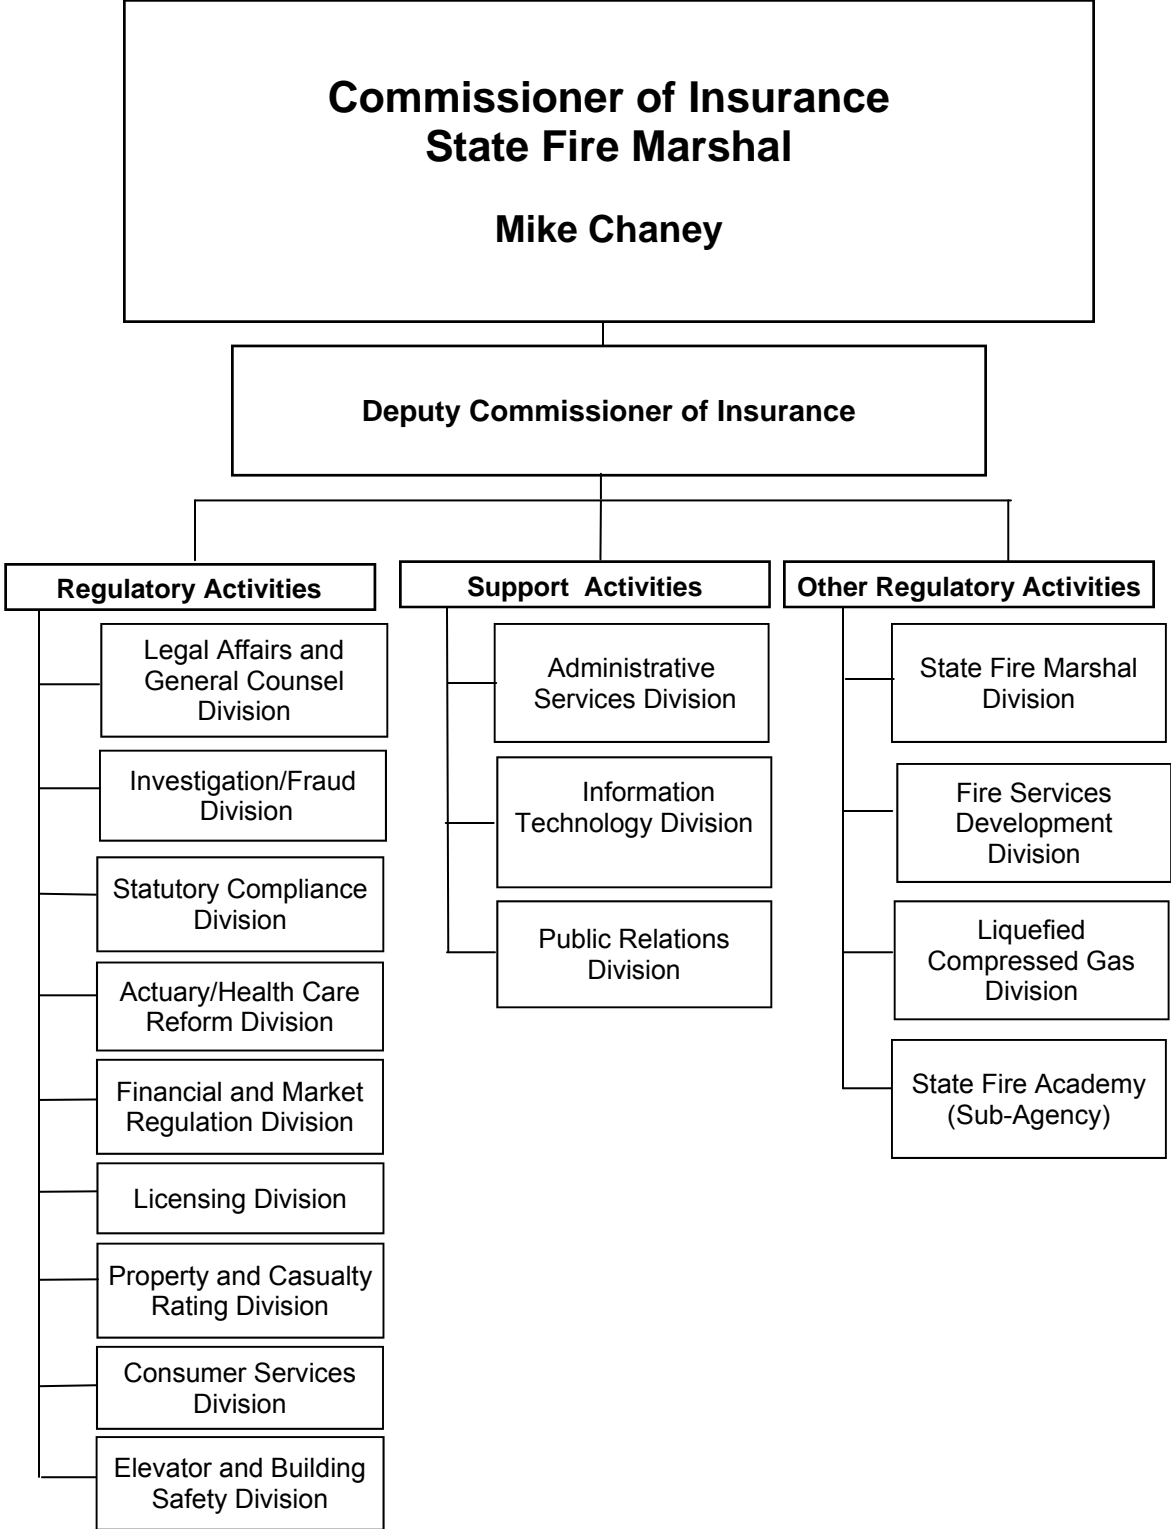 Commissioner of Insurance
State Fire Marshal
Mike Chaney
Deputy Commissioner of Insurance
Regulatory Activities
Legal Affairs and
General Counsel
Division
Investigation/Fraud
Division
Statutory Compliance
Division
Actuary/Health Care
Reform Division
Financial and Market
Regulation Division
Licensing Division
Property and Casualty
Rating Division
Consumer Services
Division
Elevator and Building
Safety Division
Support Activities
Administrative
Services Division
Information
Technology Division
Public Relations
Division
Other Regulatory Activities
State Fire Marshal
Division
Fire Services
Development
Division
Liquefied
Compressed Gas
Division
State Fire Academy
(Sub-Agency)